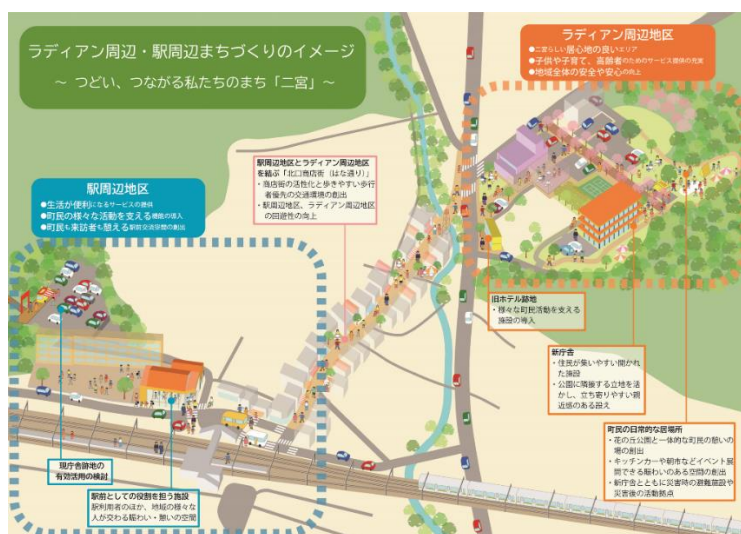 ラディアン周辺・駅周辺まちづくりのイメージ
～ つどい、つながる私たちのまち「二宮」～
ラディアン周辺地区
●二宮らしい居心地の良いエリア
●子供や子育て、高齢者のためのサービス提供の充実
●地域全体の安全や安心の向上
駅周辺地区とラディアン周辺地区
を結ぶ「北口商店街（はな通り）」
・商店街の活性化と歩きやすい歩行
者優先の交通環境の創出
・駅周辺地区、ラディアン周辺地区
の回遊性の向上
駅周辺地区
●生活が便利になるサービスの提供
●町民の様々な活動を支える機能の導入
●町民も来訪者も憩える駅前交流空間の創出
旧ホテル跡地
・様々な町民活動を支える
施設の導入
新庁舎
・住民が集いやすい開かれ
た施設
・公園に隣接する立地を活
かし、立ち寄りやすい親
近感のある設え
町民の日常的な居場所
・花の丘公園と一体的な町民の憩いの
場の創出
・キッチンカーや朝市などイベント展
開できる賑わいのある空間の創出
・新庁舎とともに災害時の避難施設や
災害後の活動拠点
現庁舎跡地の
有効活用の検討
駅前としての役割を担う施設
駅利用者のほか、地域の様々な
人が交わる賑わい・憩いの空間